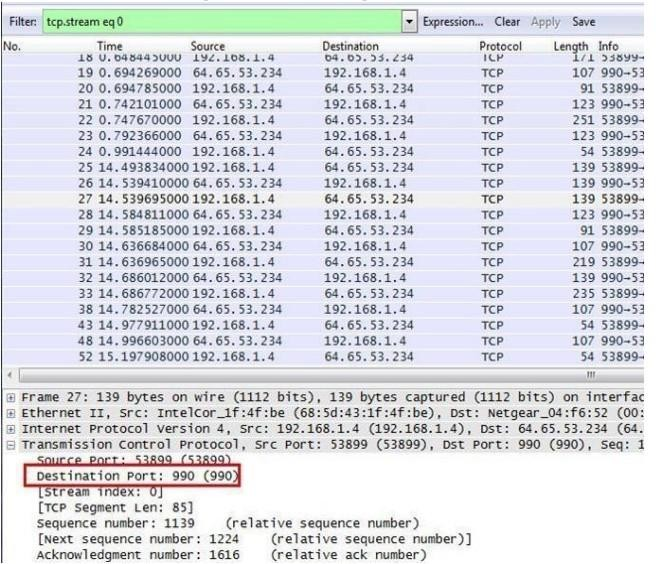 Filter: tcp.stream eq 0 Expression... Clear Apply Save
No. Time Source Destination Protocol Length Info
18 0.648445000 192.168.1.4 64.65.53.234 TCP 171 53899→
19 0.694269000 64.65.53.234 192.168.1.4 TCP 107 990→53
20 0.694785000 192.168.1.4 64.65.53.234 TCP 91 53899→
21 0.742101000 64.65.53.234 192.168.1.4 TCP 123 990→53
22 0.747670000 192.168.1.4 64.65.53.234 TCP 251 53899→
23 0.792366000 64.65.53.234 192.168.1.4 TCP 123 990→53
24 0.991444000 192.168.1.4 64.65.53.234 TCP 54 53899→
25 14.493834000 192.168.1.4 64.65.53.234 TCP 139 53899→
26 14.539410000 64.65.53.234 192.168.1.4 TCP 139 990→53
27 14.539695000 192.168.1.4 64.65.53.234 TCP 139 53899→
28 14.584811000 64.65.53.234 192.168.1.4 TCP 123 990→53
29 14.585185000 192.168.1.4 64.65.53.234 TCP 91 53899→
30 14.636684000 64.65.53.234 192.168.1.4 TCP 107 990→53
31 14.636965000 192.168.1.4 64.65.53.234 TCP 219 53899→
32 14.686012000 64.65.53.234 192.168.1.4 TCP 139 990→53
33 14.686772000 192.168.1.4 64.65.53.234 TCP 235 53899→
38 14.782527000 64.65.53.234 192.168.1.4 TCP 107 990→53
43 14.977911000 192.168.1.4 64.65.53.234 TCP 54 53899→
48 14.996603000 64.65.53.234 192.168.1.4 TCP 107 990→53
52 15.197908000 192.168.1.4 64.65.53.234 TCP 54 53899→
Frame 27: 139 bytes on wire (1112 bits), 139 bytes captured (1112 bits) on interfac
Ethernet II, Src: IntelCor_1f:4f:be (68:5d:43:1f:4f:be), Dst: Netgear_04:f6:52 (00:
Internet Protocol Version 4, Src: 192.168.1.4 (192.168.1.4), Dst: 64.65.53.234 (64.
Transmission Control Protocol, Src Port: 53899 (53899), Dst Port: 990 (990), Seq: 1
Source Port: 53899 (53899)
Destination Port: 990 (990)
[Stream index: 0]
[TCP Segment Len: 85]
Sequence number: 1139 (relative sequence number)
[Next sequence number: 1224 (relative sequence number)]
Acknowledgment number: 1616 (relative ack number)